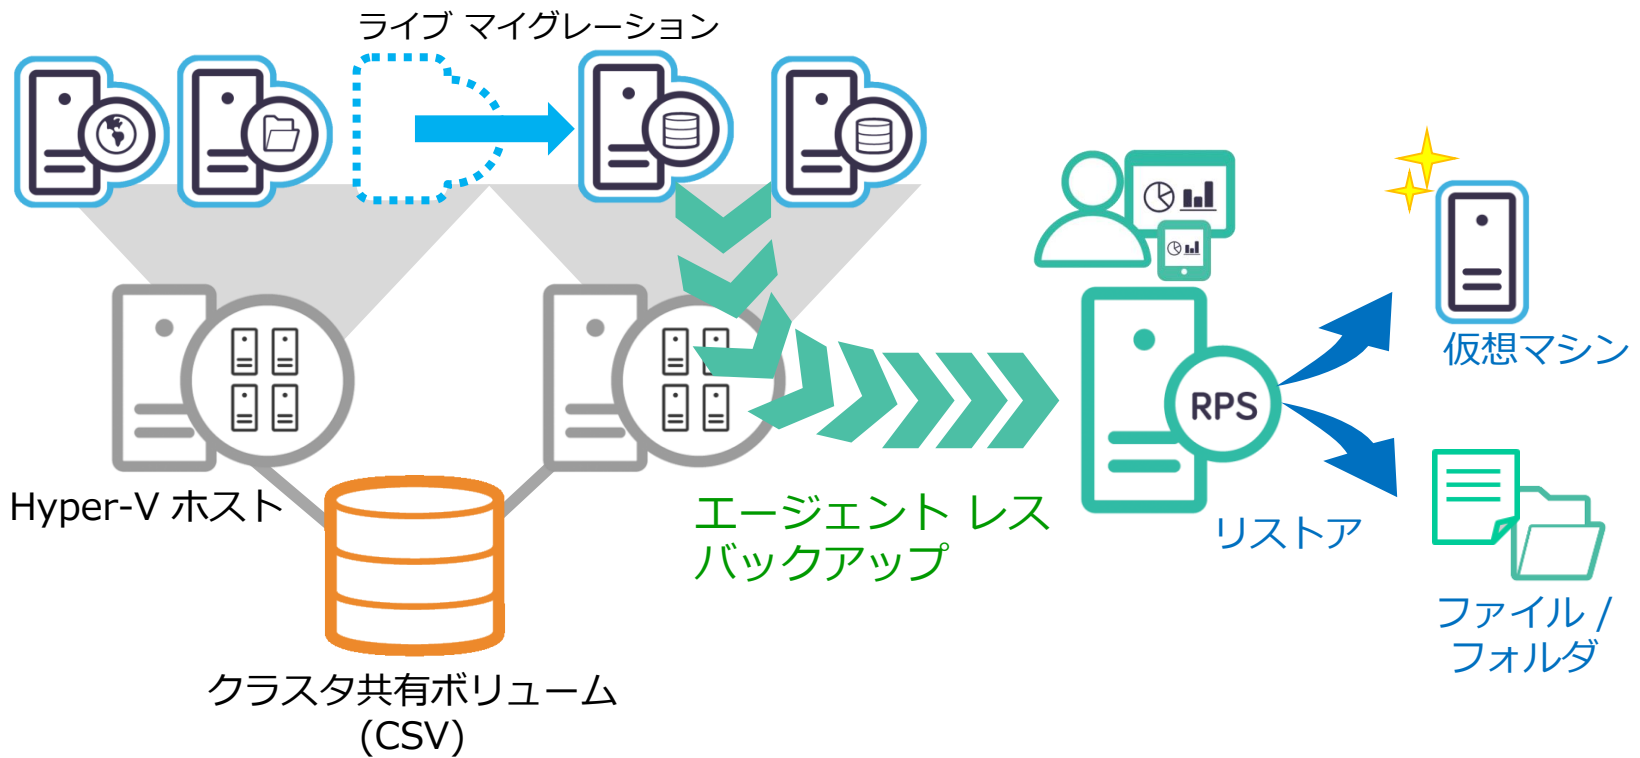 ライブ マイグレーション
RPS
仮想マシン
Hyper-V ホスト
エージェント レス
バックアップ
リストア
ファイル /
フォルダ
クラスタ共有ボリューム
(CSV)